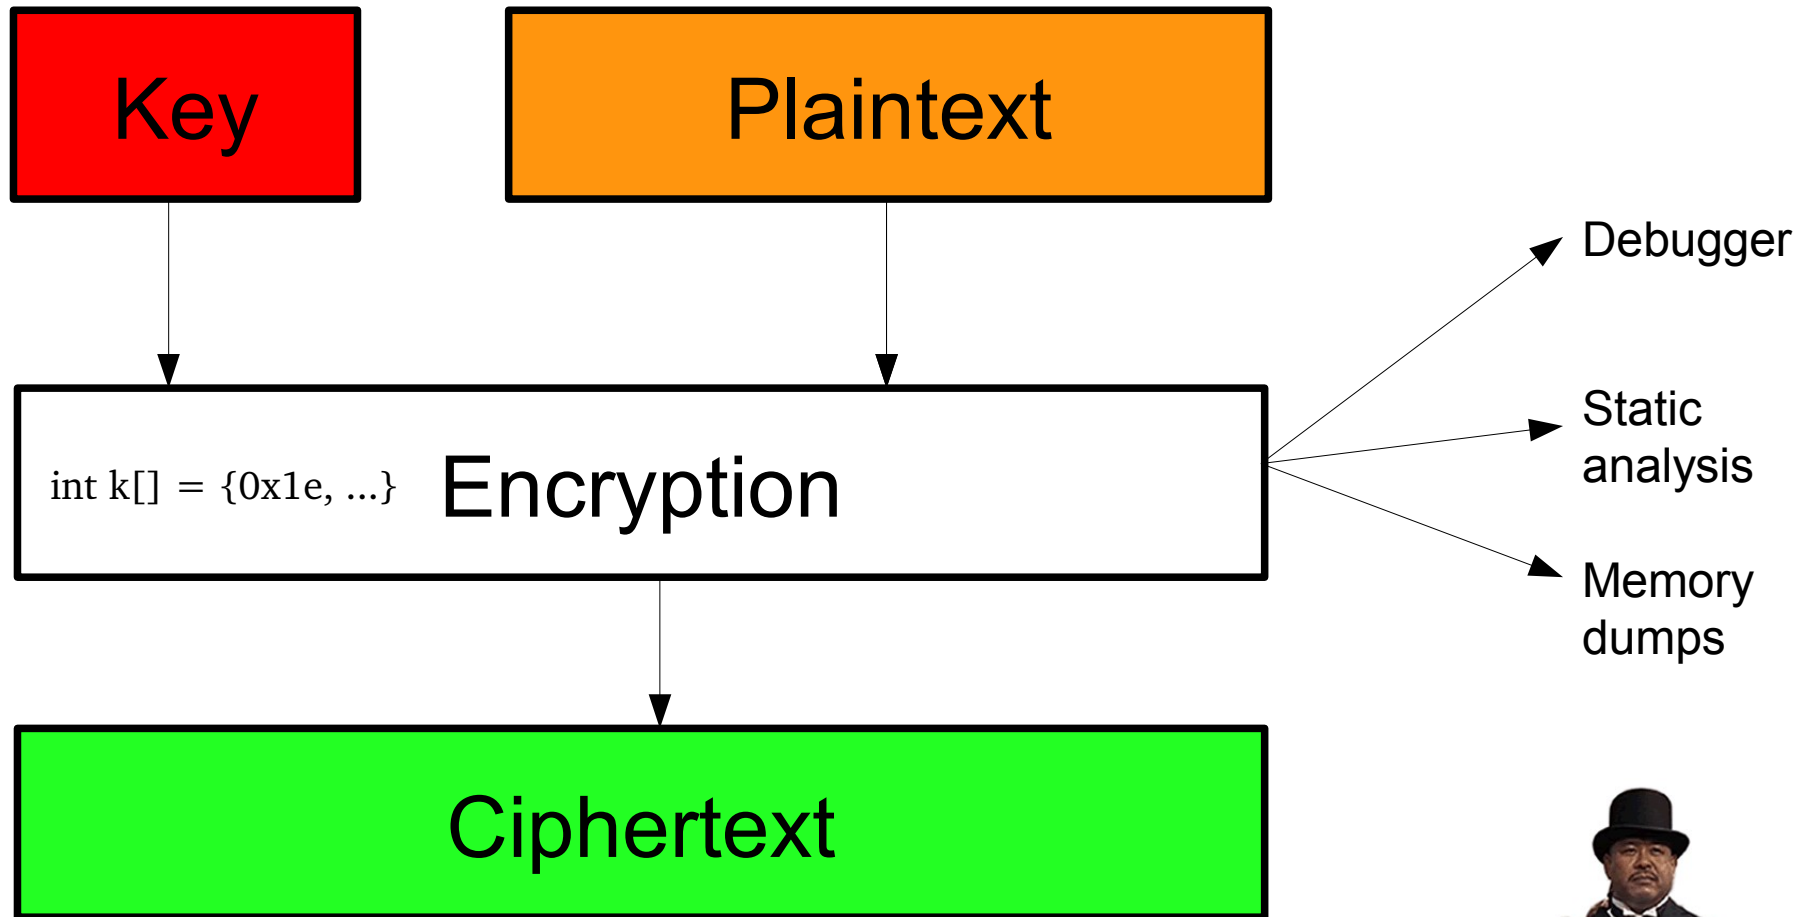 Key
Plaintext
Debugger
Static
analysis
int k[] = {0x1e, ...}
Encryption
Memory
dumps
Ciphertext